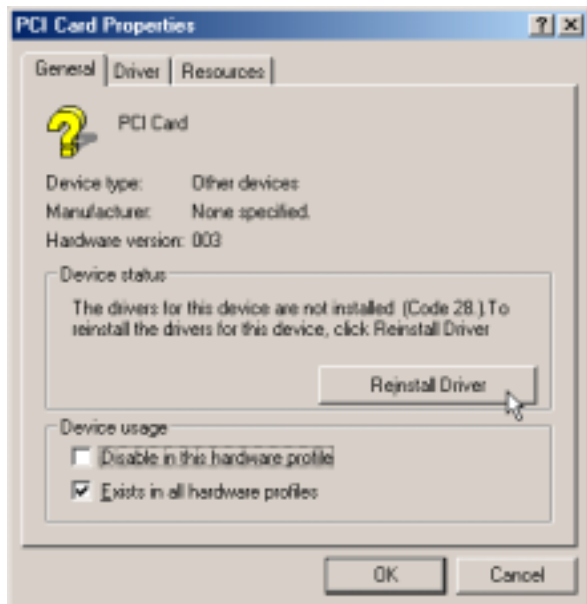 PCI Card Properties
General Driver Resources
PCI Card
Device type: Other devices
Manufacturer: None specified.
Hardware version: 003
Device status
The drivers for this device are not installed. (Code 28.) To
reinstall the drivers for this device, click Reinstall Driver
Reinstall Driver
Device usage
Disable in this hardware profile
Exists in all hardware profiles
OK Cancel